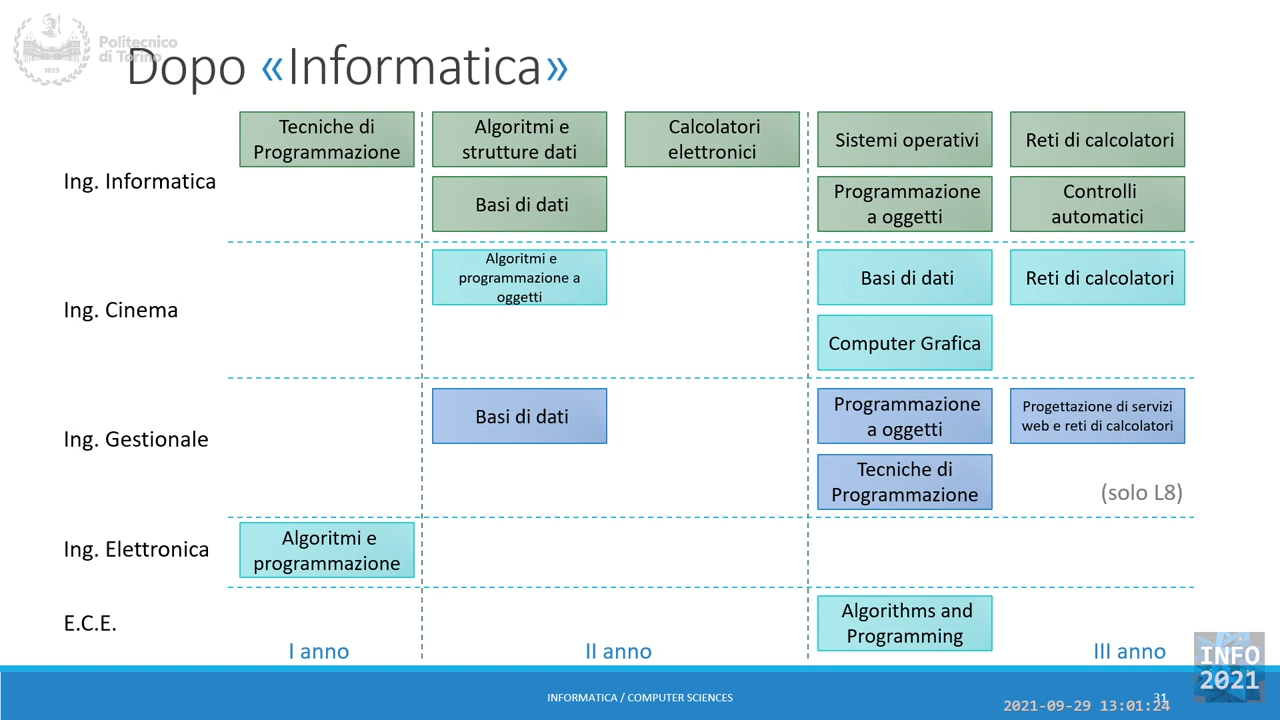 Politecnico
di Torino
1859
Dopo «Informatica»
Tecniche di
Programmazione
Algoritmi e
strutture dati
Calcolatori
elettronici
Sistemi operativi
Reti di calcolatori
Ing. Informatica
Basi di dati
Programmazione
a oggetti
Controlli
automatici
Algoritmi e
programmazione a
oggetti
Basi di dati
Reti di calcolatori
Ing. Cinema
Computer Grafica
Basi di dati
Programmazione
a oggetti
Progettazione di servizi
web e reti di calcolatori
Ing. Gestionale
Tecniche di
Programmazione
(solo L8)
Ing. Elettronica
Algoritmi e
programmazione
E.C.E.
Algorithms and
Programming
I anno
II anno
III anno
INFO
2021
INFORMATICA / COMPUTER SCIENCES
31
2021-09-29 13:01:24